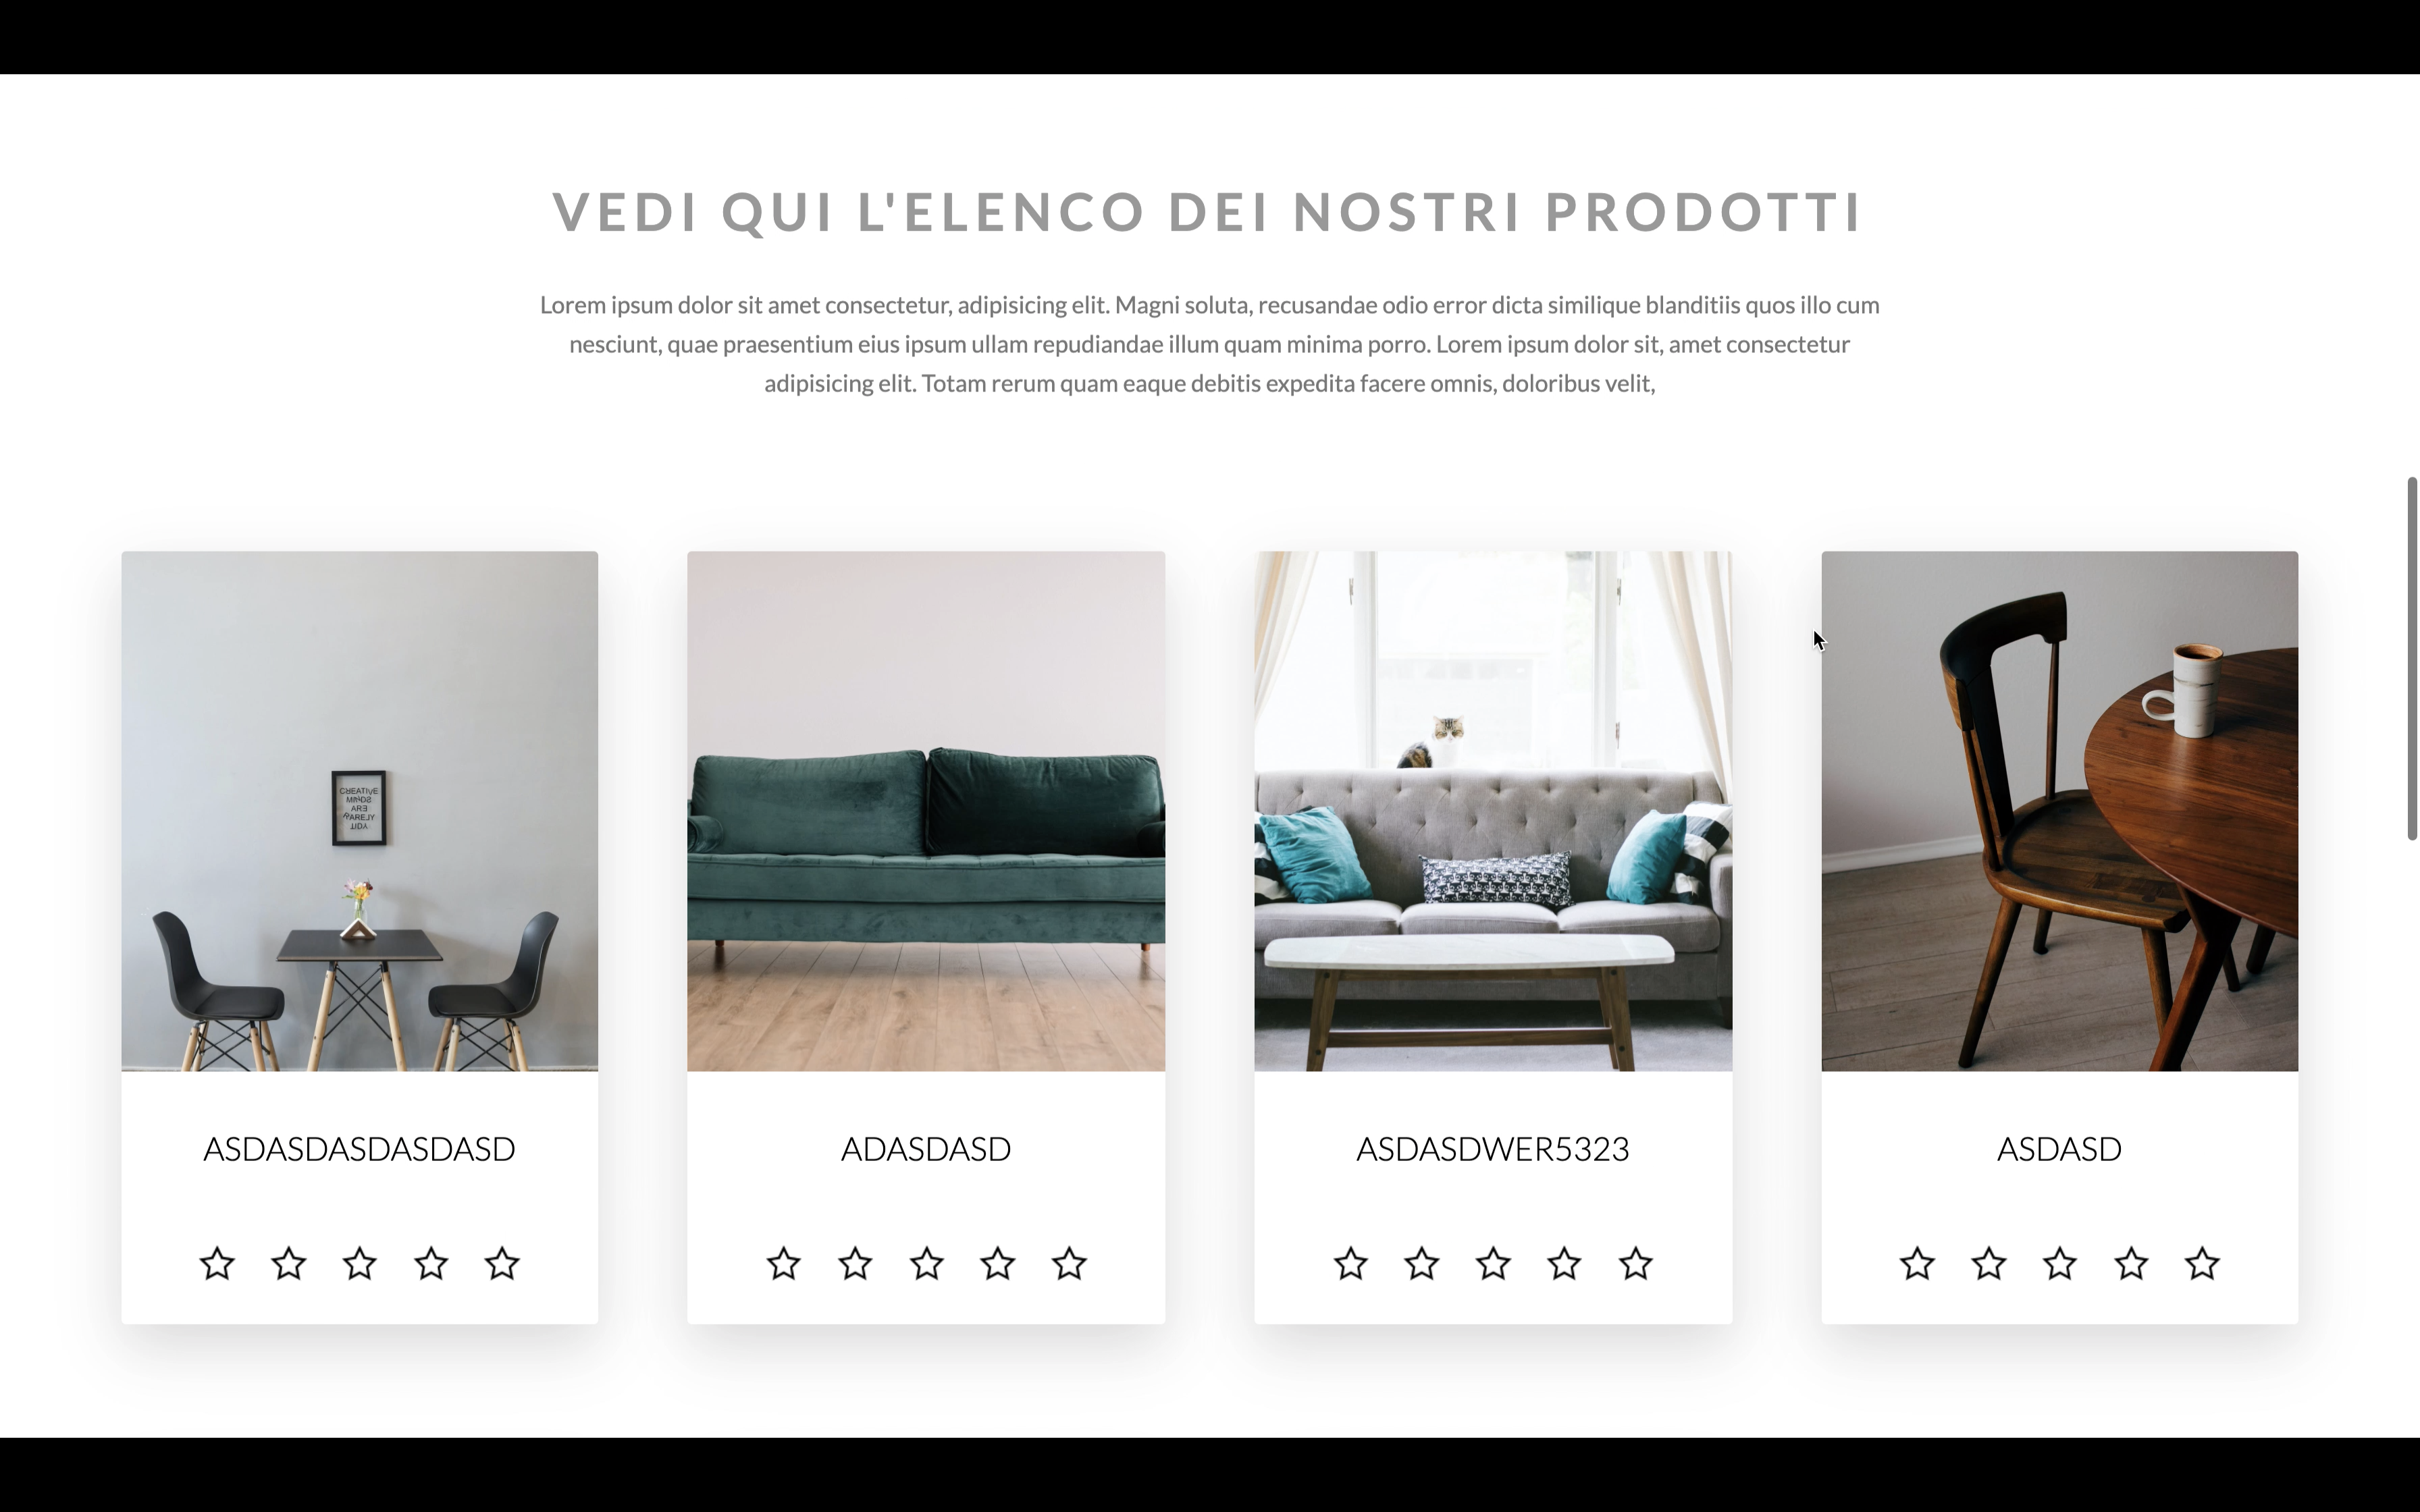 VEDI QUI L'ELENCO DEI NOSTRI PRODOTTI
Lorem ipsum dolor sit amet consectetur, adipisicing elit. Magni soluta, recusandae odio error dicta similique blanditiis quos illo cum
nesciunt, quae praesentium eius ipsum ullam repudiandae illum quam minima porro. Lorem ipsum dolor sit, amet consectetur
adipisicing elit. Totam rerum quam eaque debitis expedita facere omnis, doloribus velit,
CREATIVE
MINDS
ARE
RARELY
TIDY
ASDASDASDASDASD
ADASDASD
ASDASDWER5323
ASDASD